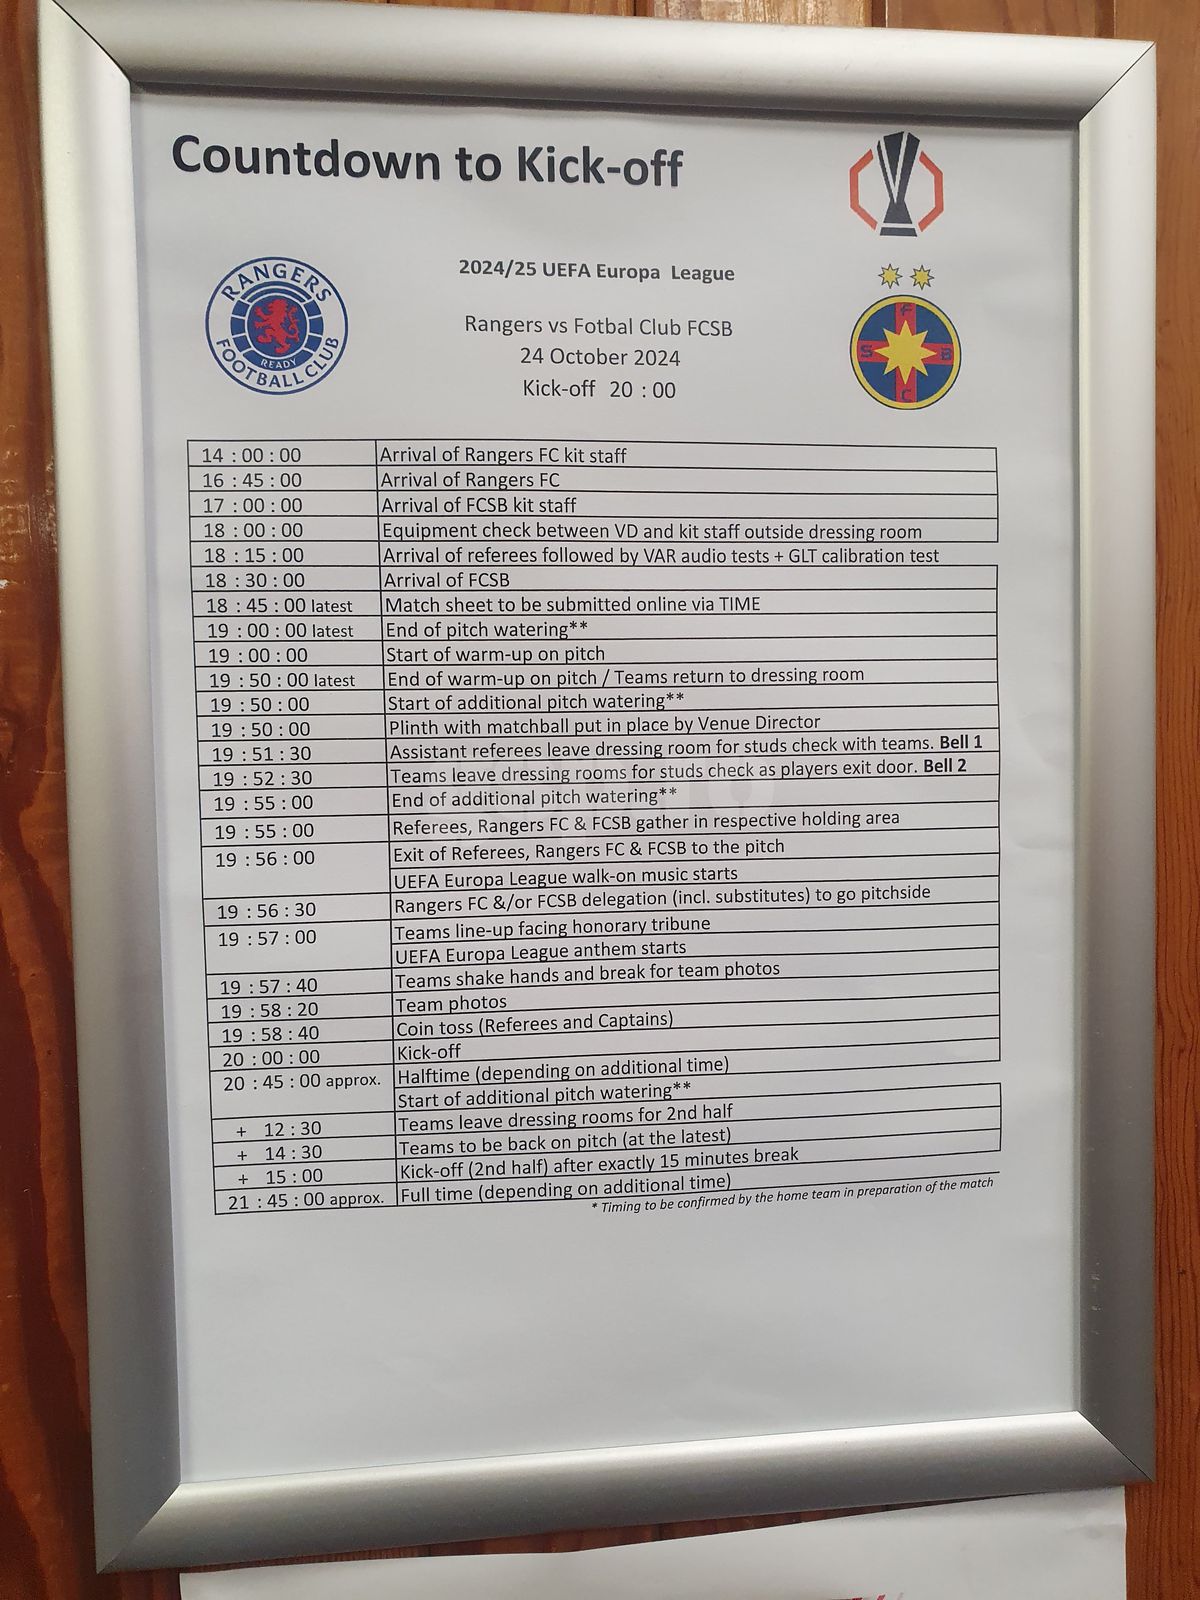 Countdown to Kick-off
RANGERS
FOOTBALL CLUB
READY
2024/25 UEFA Europa League
Rangers vs Fotbal Club FCSB
24 October 2024
Kick-off 20 : 00
F
S B
C
14 : 00 : 00 Arrival of Rangers FC kit staff
16 : 45 : 00 Arrival of Rangers FC
17 : 00 : 00 Arrival of FCSB kit staff
18 : 00 : 00 Equipment check between VD and kit staff outside dressing room
18 : 15 : 00 Arrival of referees followed by VAR audio tests + GLT calibration test
18 : 30 : 00 Arrival of FCSB
18 : 45 : 00 latest Match sheet to be submitted online via TIME
19 : 00 : 00 latest End of pitch watering**
19 : 00 : 00 Start of warm-up on pitch
19 : 50 : 00 latest End of warm-up on pitch / Teams return to dressing room
19 : 50 : 00 Start of additional pitch watering**
19 : 50 : 00 Plinth with matchball put in place by Venue Director
19 : 51 : 30 Assistant referees leave dressing room for studs check with teams. Bell 1
19 : 52 : 30 Teams leave dressing rooms for studs check as players exit door. Bell 2
19 : 55 : 00 End of additional pitch watering**
19 : 55 : 00 Referees, Rangers FC & FCSB gather in respective holding area
19 : 56 : 00 Exit of Referees, Rangers FC & FCSB to the pitch
UEFA Europa League walk-on music starts
19 : 56 : 30 Rangers FC &/or FCSB delegation (incl. substitutes) to go pitchside
19 : 57 : 00 Teams line-up facing honorary tribune
UEFA Europa League anthem starts
19 : 57 : 40 Teams shake hands and break for team photos
19 : 58 : 20 Team photos
19 : 58 : 40 Coin toss (Referees and Captains)
20 : 00 : 00 Kick-off
20 : 45 : 00 approx. Halftime (depending on additional time)
Start of additional pitch watering**
+ 12 : 30 Teams leave dressing rooms for 2nd half
+ 14 : 30 Teams to be back on pitch (at the latest)
+ 15 : 00 Kick-off (2nd half) after exactly 15 minutes break
21 : 45 : 00 approx. Full time (depending on additional time)
* Timing to be confirmed by the home team in preparation of the match